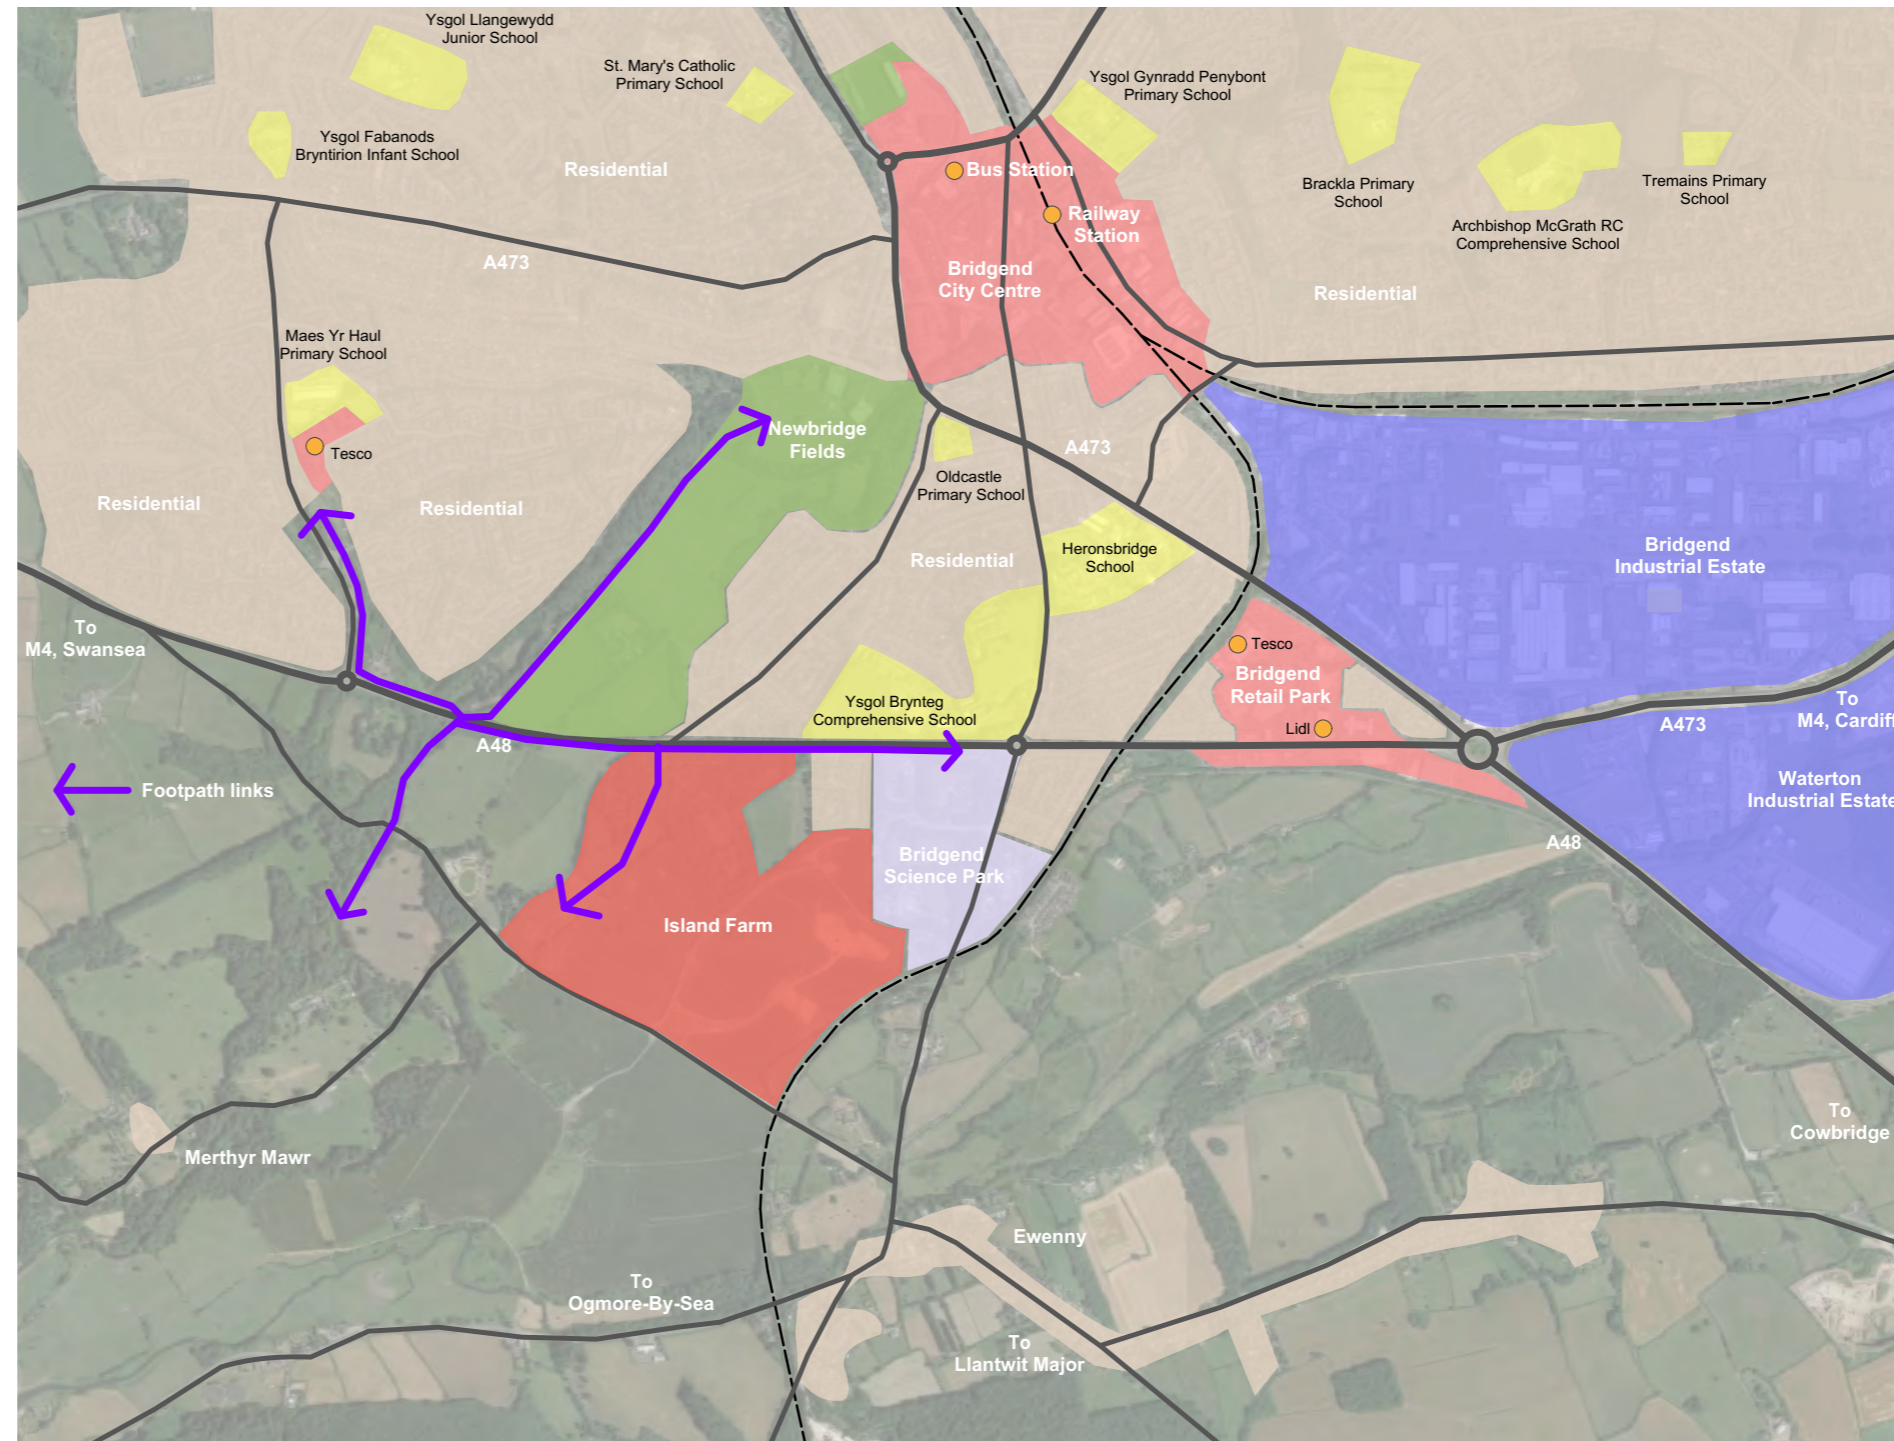 Ysgol Llangewydd
Junior School
St. Mary's Catholic
Primary School
Ysgol Gynradd Penybont
Primary School
Ysgol Fabanods
Bryntirion Infant School
Residential
Bus Station
Brackla Primary
School
Tremains Primary
School
Railway
Station
Archbishop McGrath RC
Comprehensive School
A473
Bridgend
City Centre
Residential
Maes Yr Haul
Primary School
Tesco
Newbridge
Fields
A473
Oldcastle
Primary School
Residential
Residential
Residential
Heronsbridge
School
Bridgend
Industrial Estate
To
M4, Swansea
Tesco
Bridgend
Retail Park
Ysgol Brynteg
Comprehensive School
Lidl
A473
To
M4, Cardiff
A48
Footpath links
Waterton
Industrial Estate
A48
Bridgend
Science Park
Island Farm
To
Cowbridge
Merthyr Mawr
Ewenny
To
Ogmore-By-Sea
To
Llantwit Major